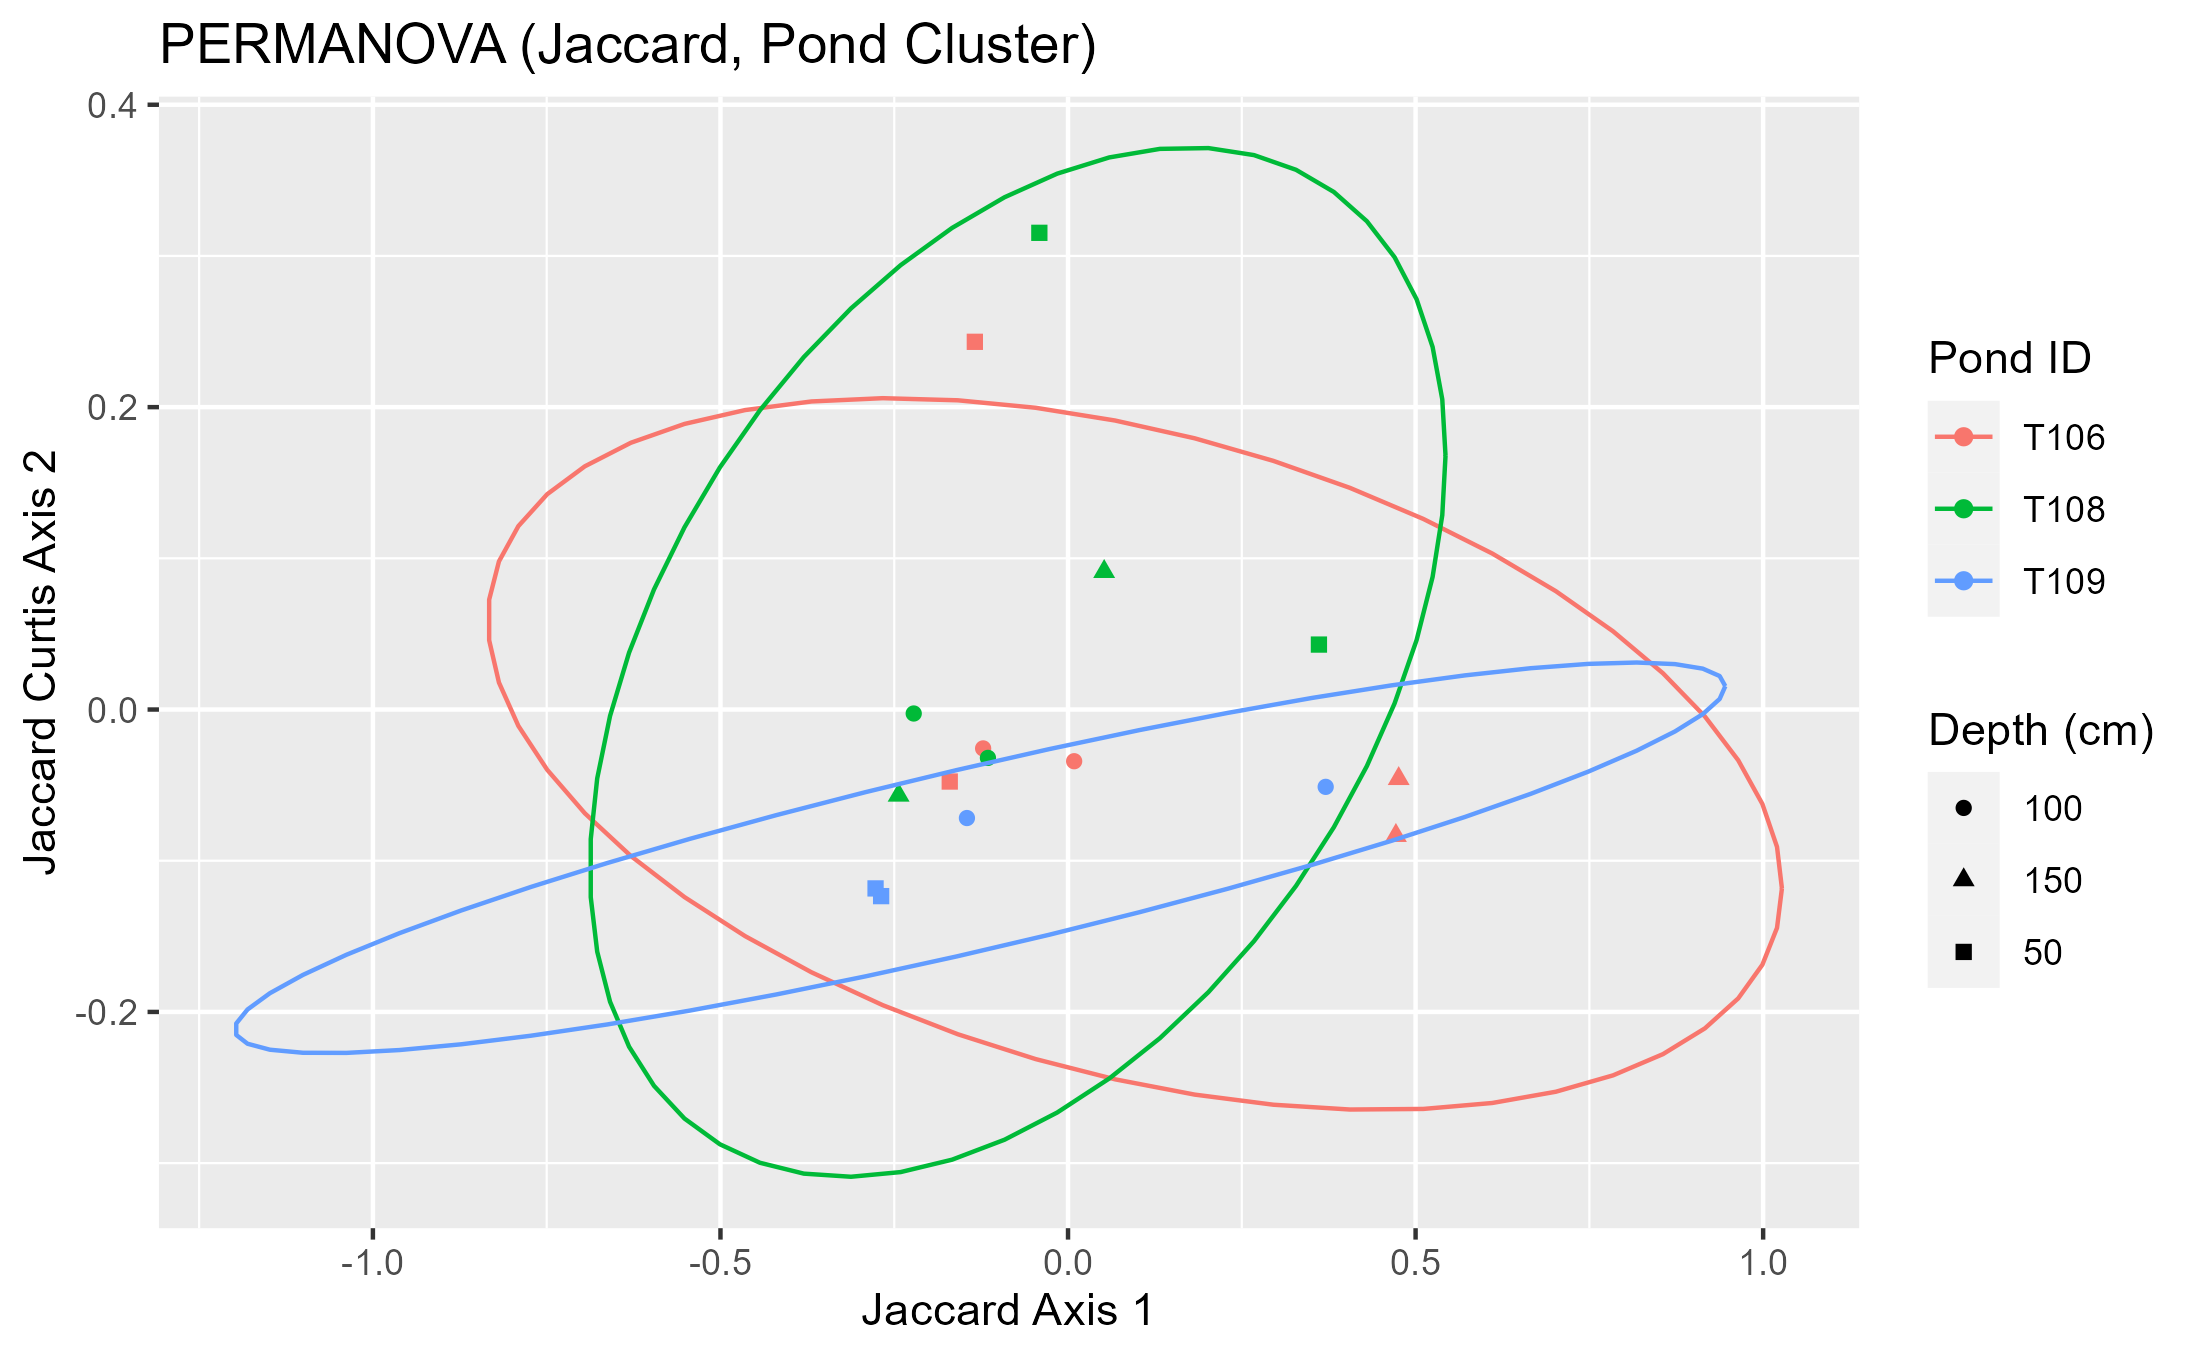 PERMANOVA (Jaccard, Pond Cluster)
Jaccard Curtis Axis 2
0.4
0.2
0.0
-0.2
-1.0
-0.5
0.0
0.5
1.0
Jaccard Axis 1
Pond ID
T106
T108
T109
Depth (cm)
100
150
50